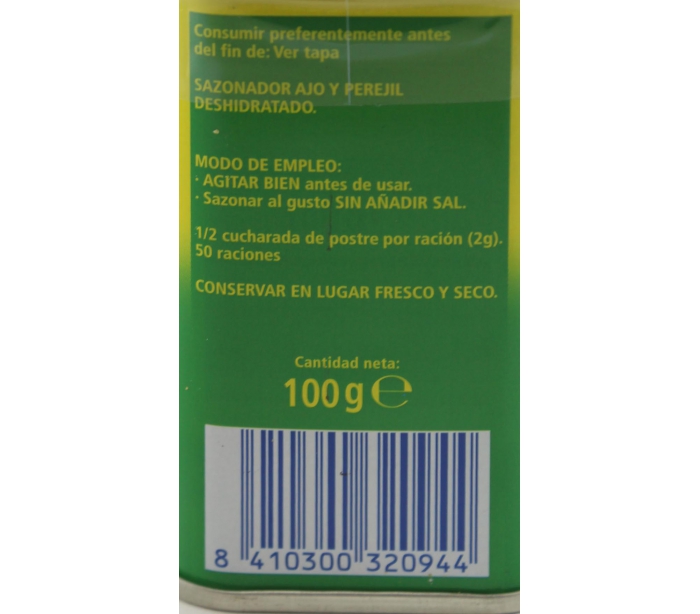 Consumir preferentemente antes
del fin de: Ver tapa
SAZONADOR AJO Y PEREJIL
DESHIDRATADO.
MODO DE EMPLEO:
· AGITAR BIEN antes de usar.
· Sazonar al gusto SIN AÑADIR SAL.
1/2 cucharada de postre por ración (2g).
50 raciones
CONSERVAR EN LUGAR FRESCO Y SECO.
Cantidad neta:
100g ℮
8 410300 320944